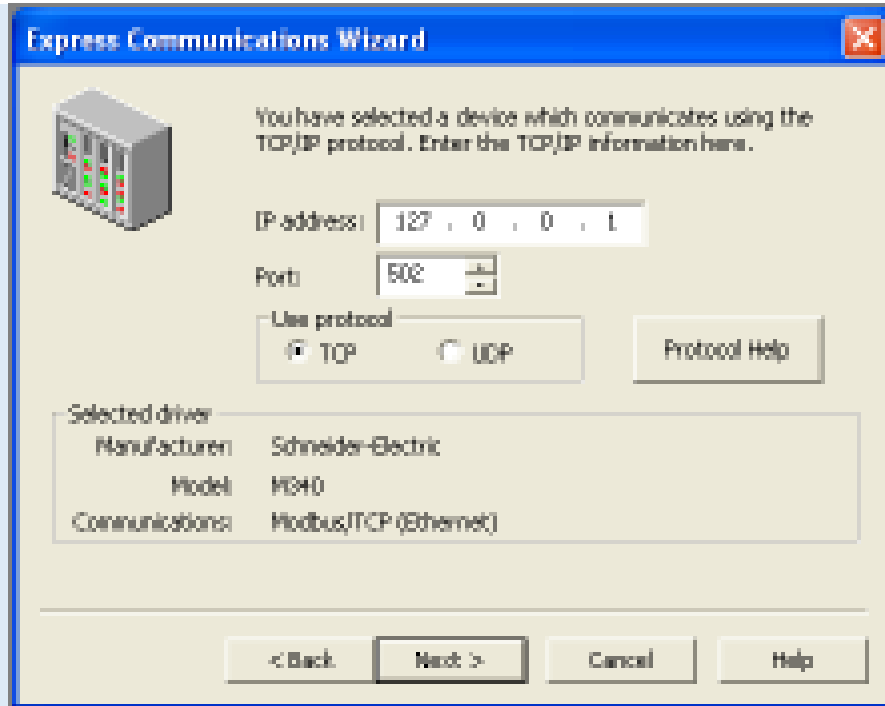 Express Communications Wizard
You have selected a device which communicates using the
TCP/IP protocol. Enter the TCP/IP information here.
IP address: 127 . 0 . 0 . 1
Port: 502
Use protocol
TCP UDP
Protocol Help
Selected driver
Manufacturer: Schneider-Electric
Model: M340
Communications: Modbus/TCP (Ethernet)
< Back Next > Cancel Help